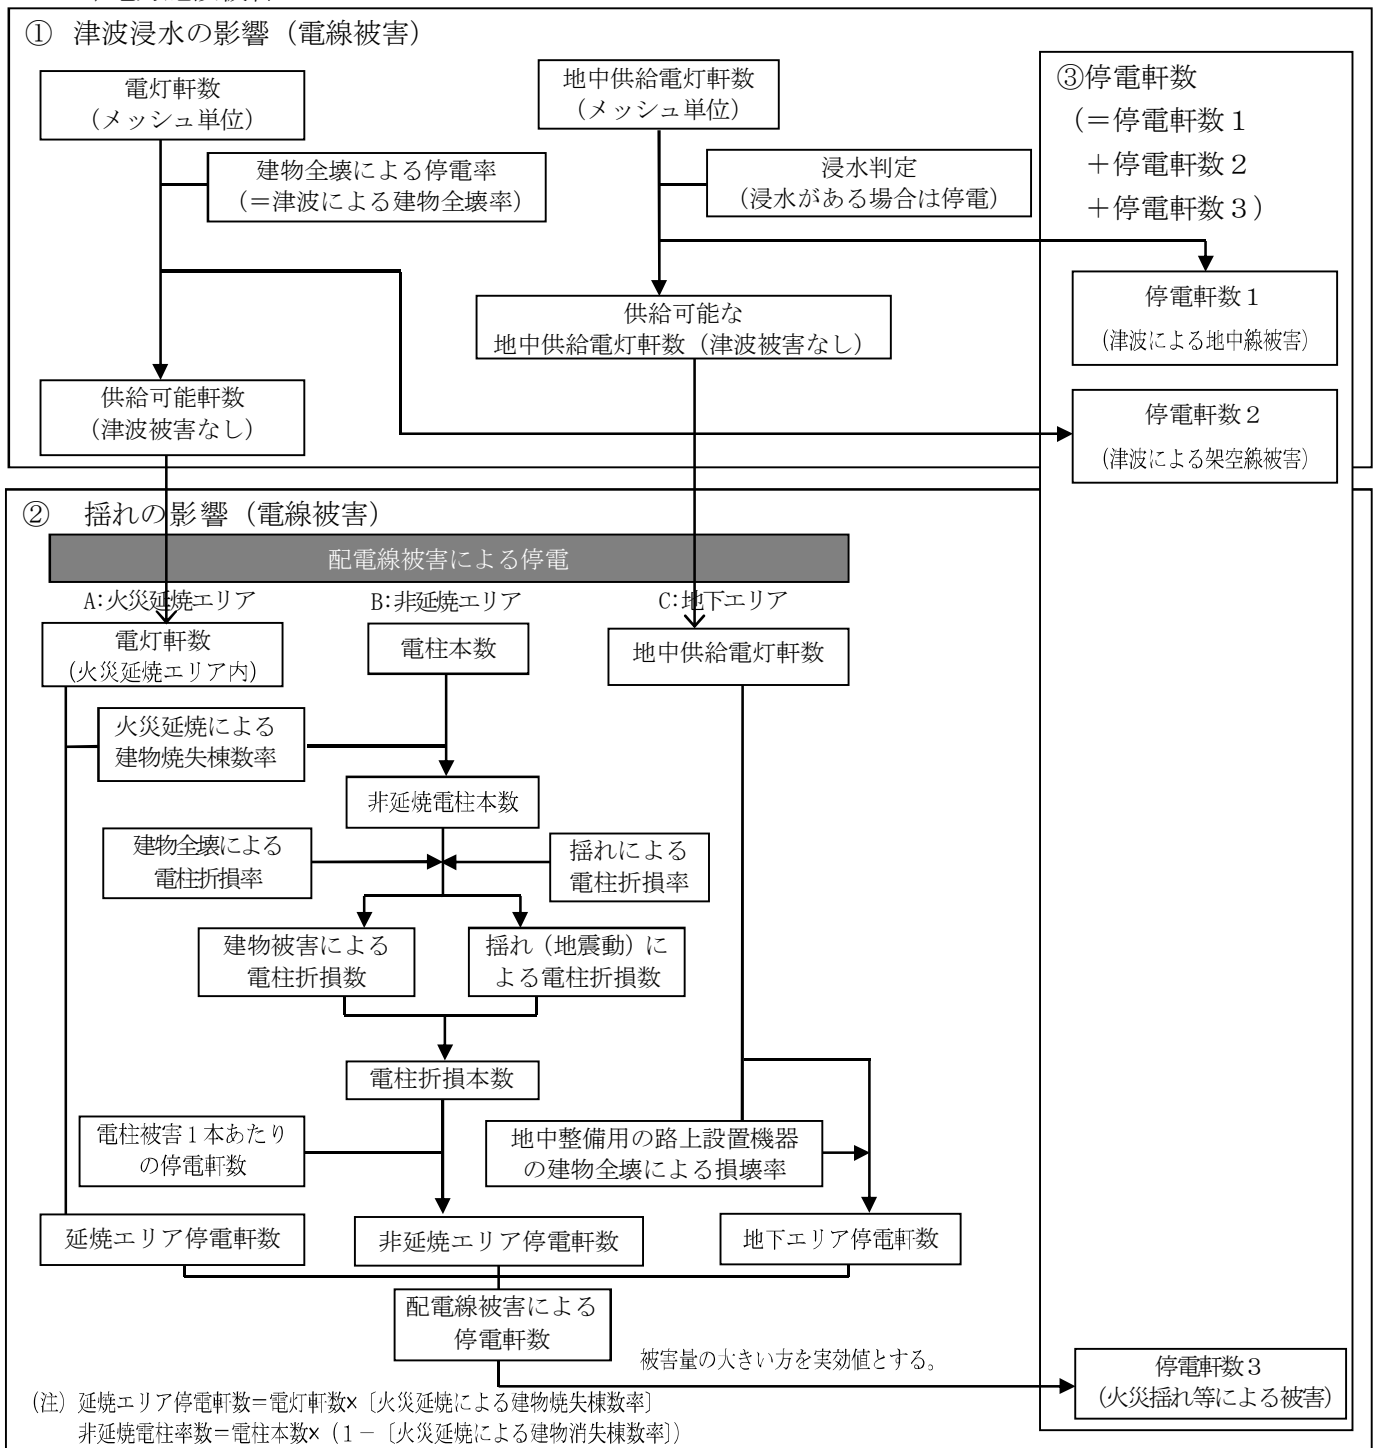 ① 津波浸水の影響（電線被害）
電灯軒数
（メッシュ単位）
地中供給電灯軒数
（メッシュ単位）
建物全壊による停電率
（＝津波による建物全壊率）
浸水判定
（浸水がある場合は停電）
③停電軒数
（＝停電軒数１
＋停電軒数２
＋停電軒数３）
停電軒数１
（津波による地中線被害）
供給可能な
地中供給電灯軒数（津波被害なし）
供給可能軒数
（津波被害なし）
停電軒数２
（津波による架空線被害）
② 揺れの影響（電線被害）
配電線被害による停電
A:火災延焼エリア
B:非延焼エリア
C:地下エリア
電灯軒数
（火災延焼エリア内）
電柱本数
地中供給電灯軒数
火災延焼による
建物焼失棟数率
非延焼電柱本数
建物全壊による
電柱折損率
揺れによる
電柱折損率
建物被害による
電柱折損数
揺れ（地震動）に
よる電柱折損数
電柱折損本数
電柱被害１本あたり
の停電軒数
地中整備用の路上設置機器
の建物全壊による損壊率
延焼エリア停電軒数
非延焼エリア停電軒数
地下エリア停電軒数
配電線被害による
停電軒数
被害量の大きい方を実効値とする。
停電軒数３
（火災揺れ等による被害）
（注）延焼エリア停電軒数＝電灯軒数×〔火災延焼による建物焼失棟数率〕
非延焼電柱率数＝電柱本数×（１－〔火災延焼による建物消失棟数率〕）